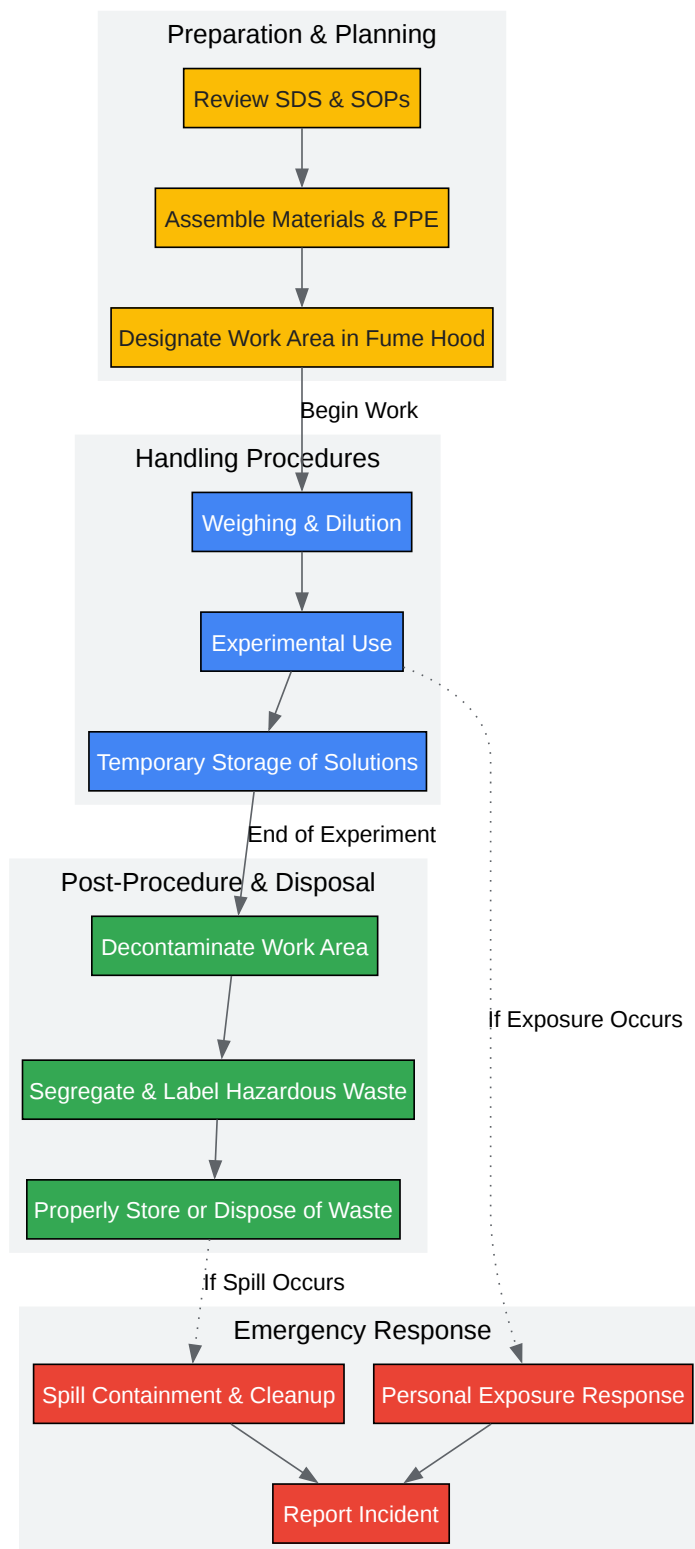 Preparation & Planning
Review SDS & SOPs
Assemble Materials & PPE
Designate Work Area in Fume Hood
Begin Work
Handling Procedures
Weighing & Dilution
Experimental Use
Temporary Storage of Solutions
End of Experiment
Post-Procedure & Disposal
Decontaminate Work Area
If Exposure Occurs
Segregate & Label Hazardous Waste
Properly Store or Dispose of Waste
If Spill Occurs
Emergency Response
Spill Containment & Cleanup
Personal Exposure Response
Report Incident